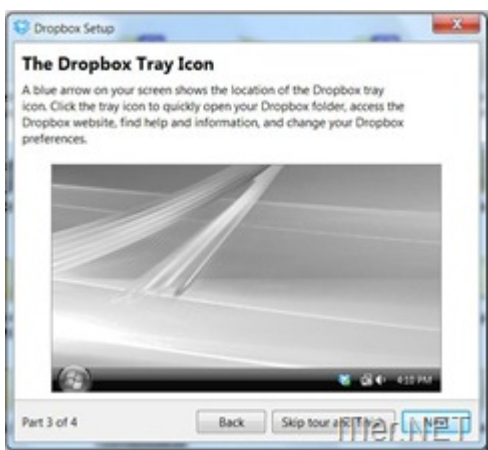 Dropbox Setup
The Dropbox Tray Icon
A blue arrow on your screen shows the location of the Dropbox tray
icon. Click the tray icon to quickly open your Dropbox folder, access the
Dropbox website, find help and information, and change your Dropbox
preferences.
4:10 PM
Part 3 of 4
Back
Skip tour and
Next